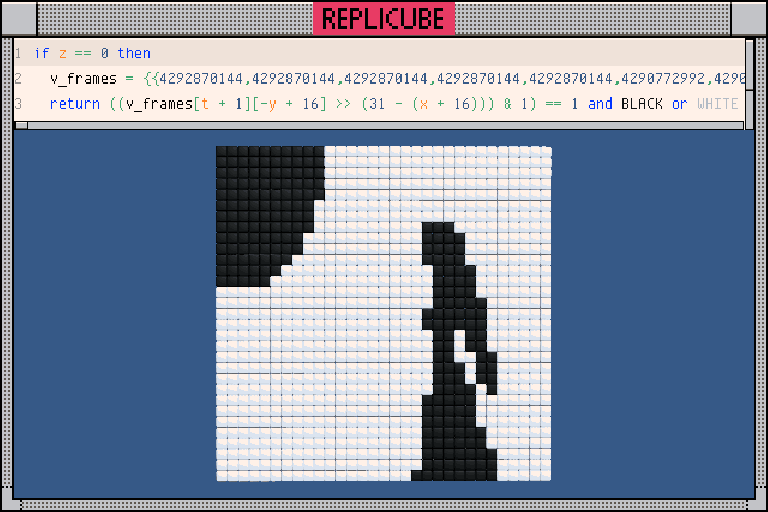 REPLICUBE
1 if z == 0 then
2 v_frames = {{4292870144,4292870144,4292870144,4292870144,4292870144,4290772992,4290
3 return ((v_frames[t + 1][-y + 16] >> (31 - (x + 16))) & 1) == 1 and BLACK or WHITE